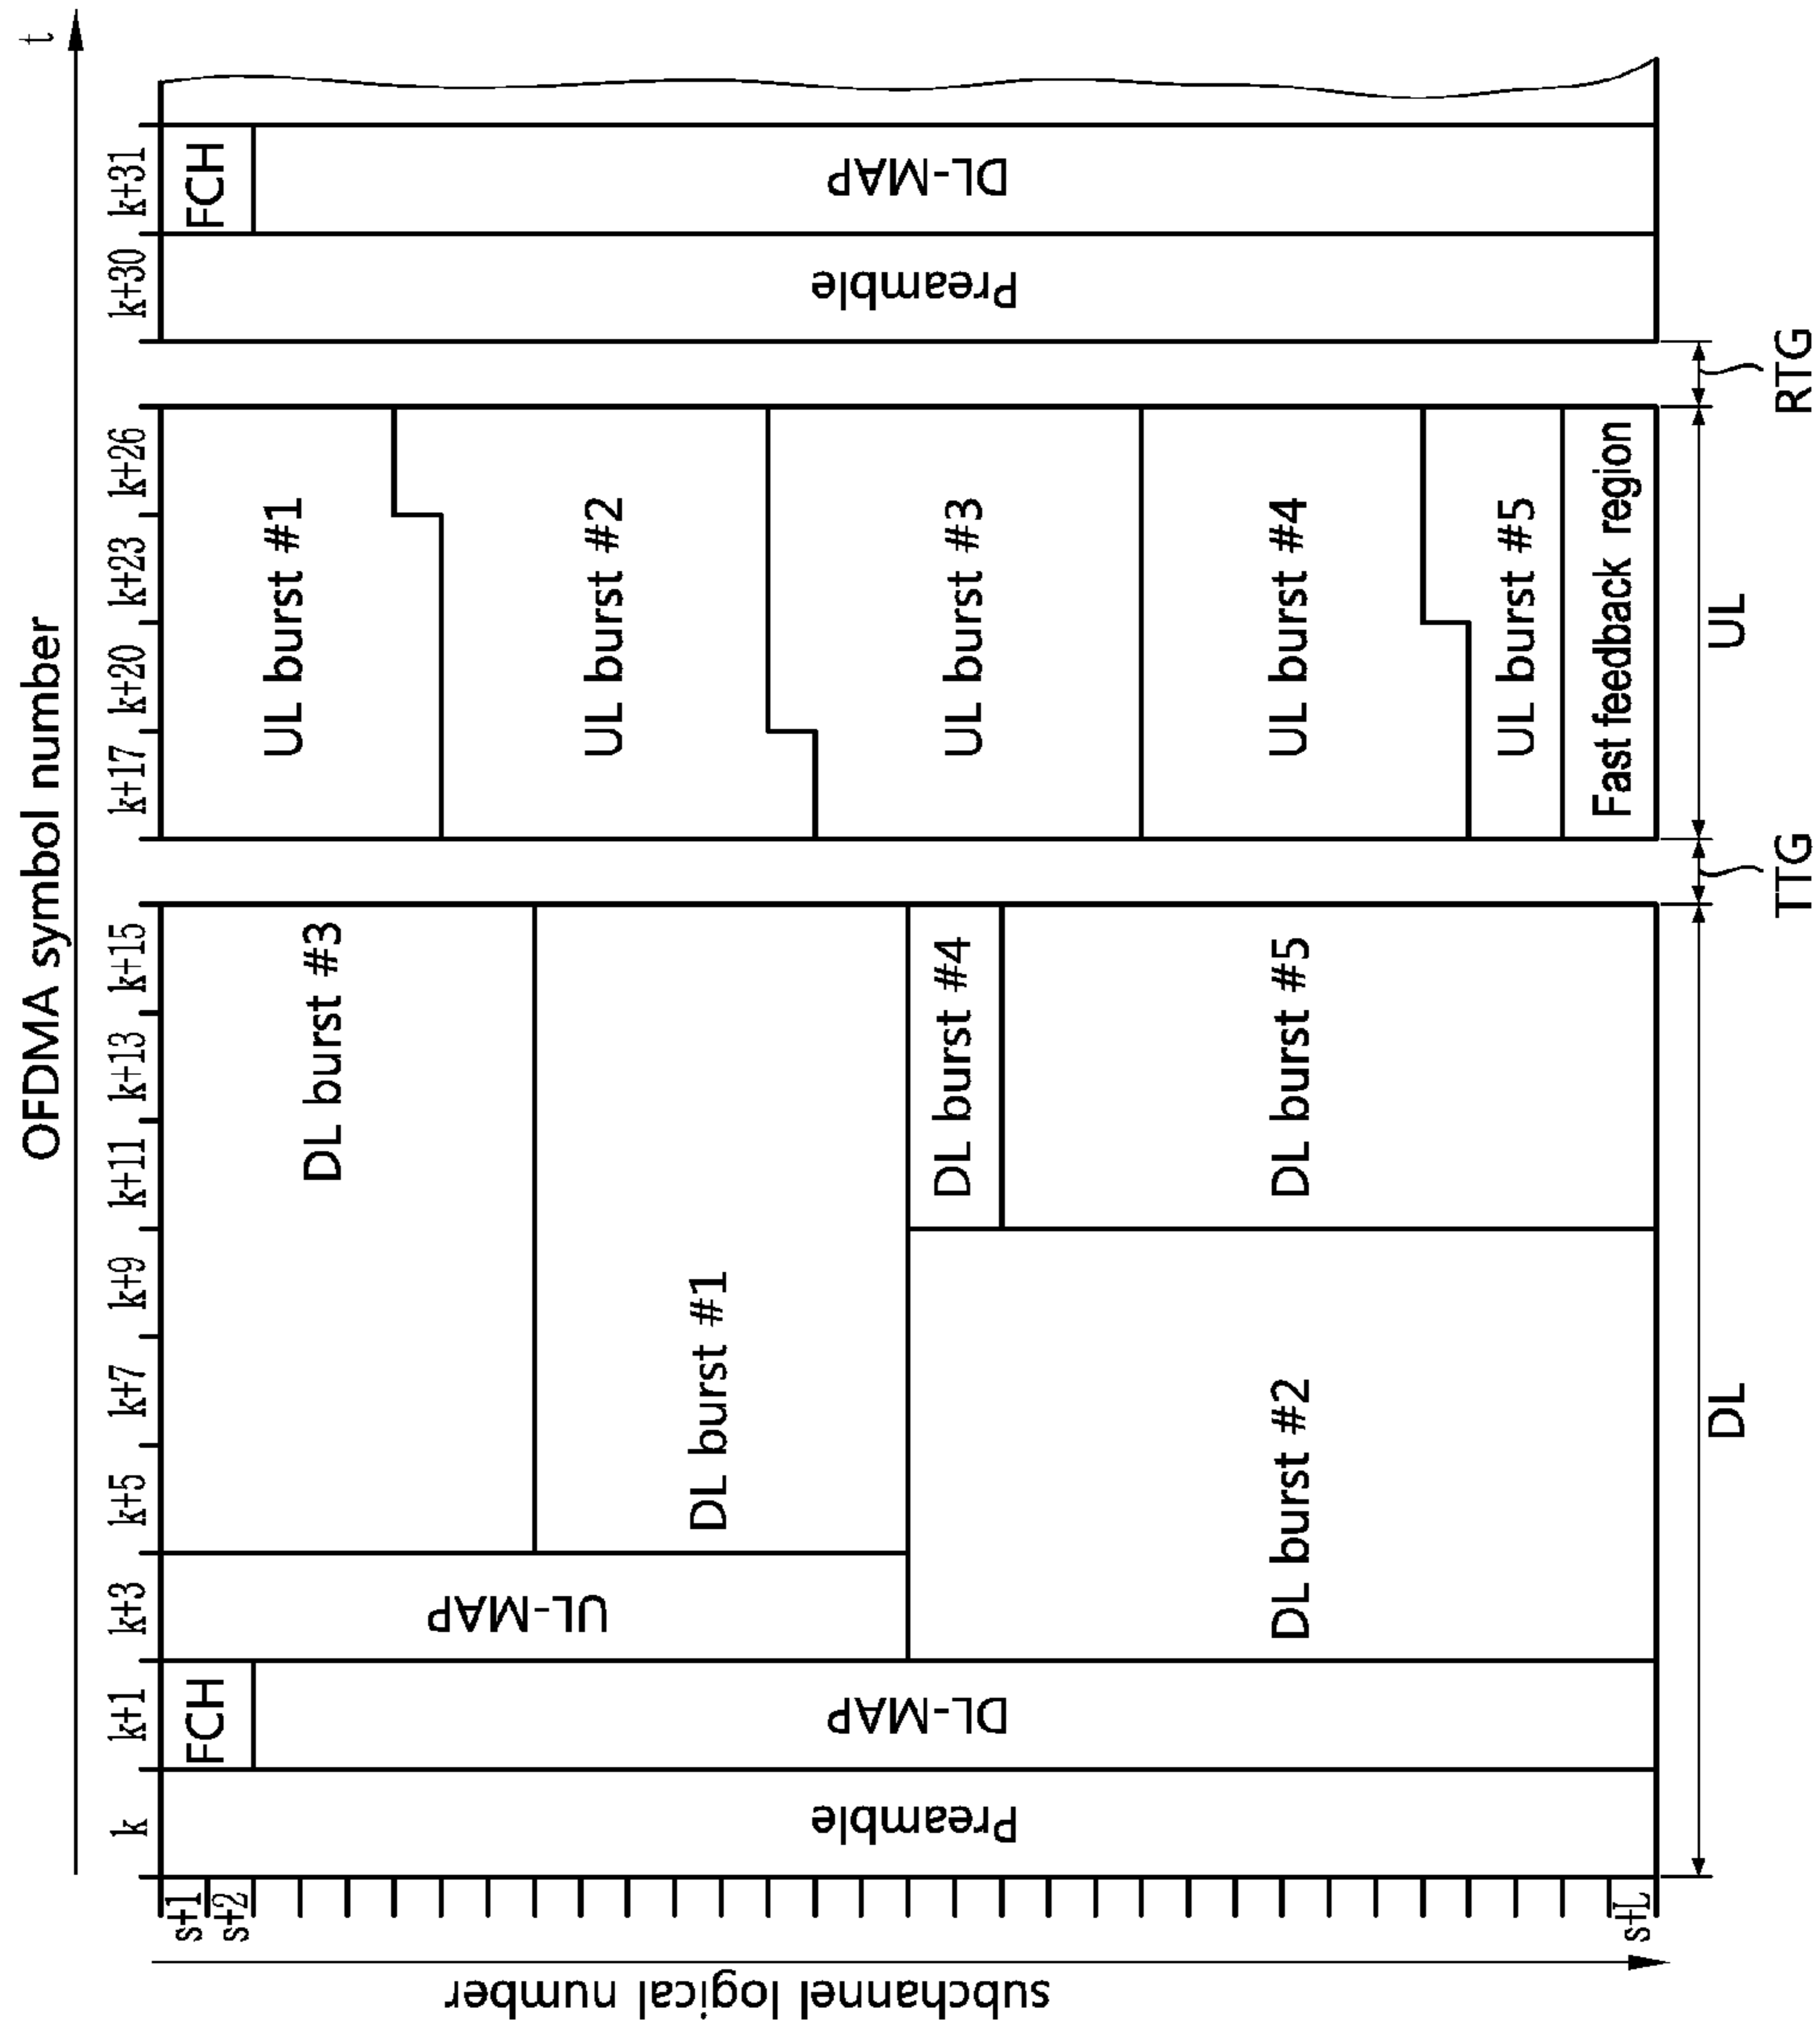 OFDMA symbol number
t
k
k+1
k+3
k+5
k+7
k+9
k+11
k+13
k+15
k+17
k+20
k+23
k+26
k+30
k+31
subchannel logical number
s+1
s+2
s+L
Preamble
FCH
DL-MAP
UL-MAP
DL burst #3
DL burst #1
DL burst #2
DL burst #4
DL burst #5
UL burst #1
UL burst #2
UL burst #3
UL burst #4
UL burst #5
Fast feedback region
Preamble
FCH
DL-MAP
DL
TTG
UL
RTG